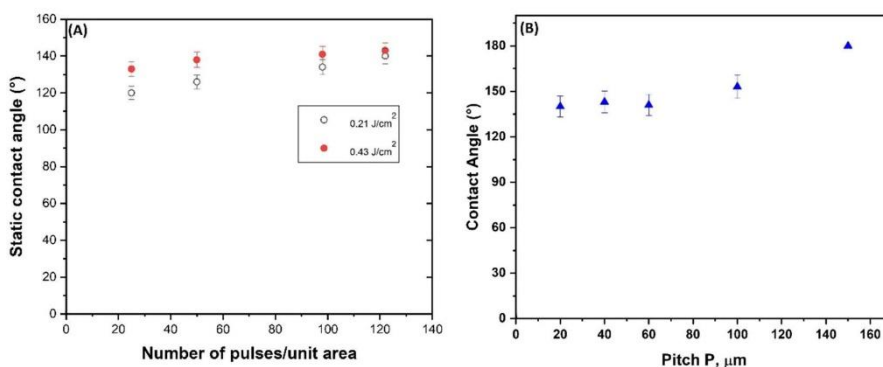 (A)
160
140
120
100
80
60
40
20
0
Static contact angle (°)
0.21 J/cm²
0.43 J/cm²
0 20 40 60 80 100 120 140
Number of pulses/unit area
(B)
180
150
120
90
60
30
0
Contact Angle (°)
0 20 40 60 80 100 120 140 160
Pitch P, μm